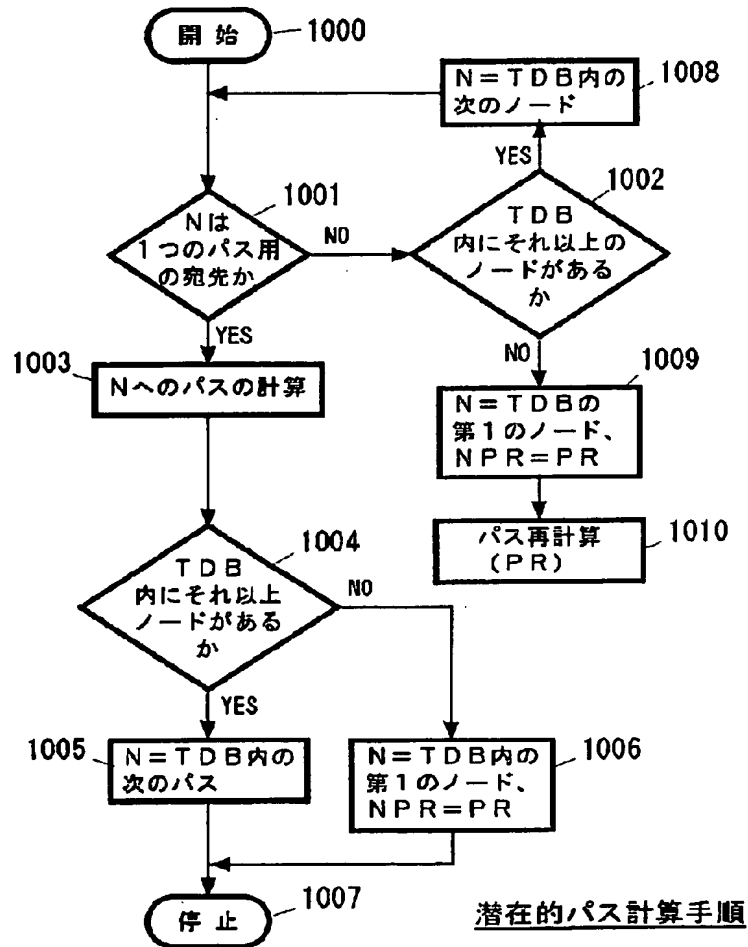 開始
1000
N=TDB内の
次のノード
1008
YES
1001
Nは
1つのパス用
の宛先か
NO
1002
TDB
内にそれ以上の
ノードがある
か
YES
1003
Nへのパスの計算
NO
1009
N=TDBの
第1のノード、
NPR=PR
1004
TDB
内にそれ以上
ノードがある
か
NO
パス再計算
(PR)
1010
YES
1005
N=TDB内の
次のパス
N=TDB内の
第1のノード、
NPR=PR
1006
停止
1007
潜在的パス計算手順